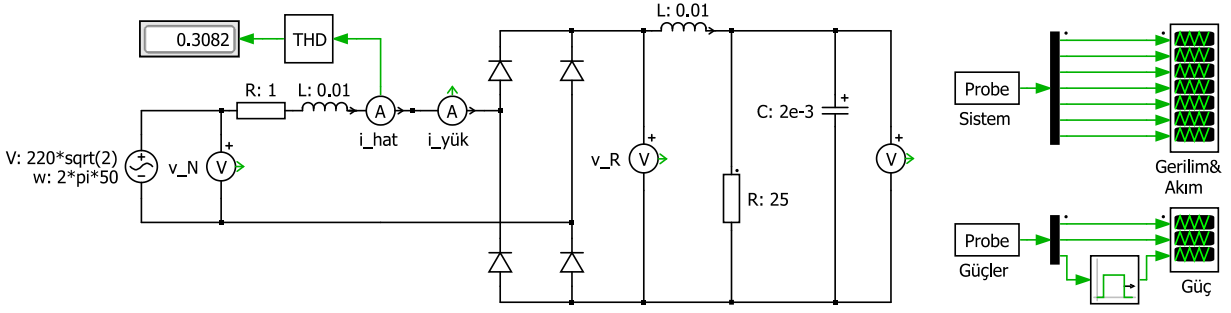 0.3082
THD
R: 1
L: 0.01
A
i_hat
A
i_yük
V: 220*sqrt(2)
w: 2*pi*50
v_N
V
L: 0.01
v_R
V
R: 25
C: 2e-3
V
Probe
Sistem
Gerilim&
Akım
Probe
Güçler
Güç